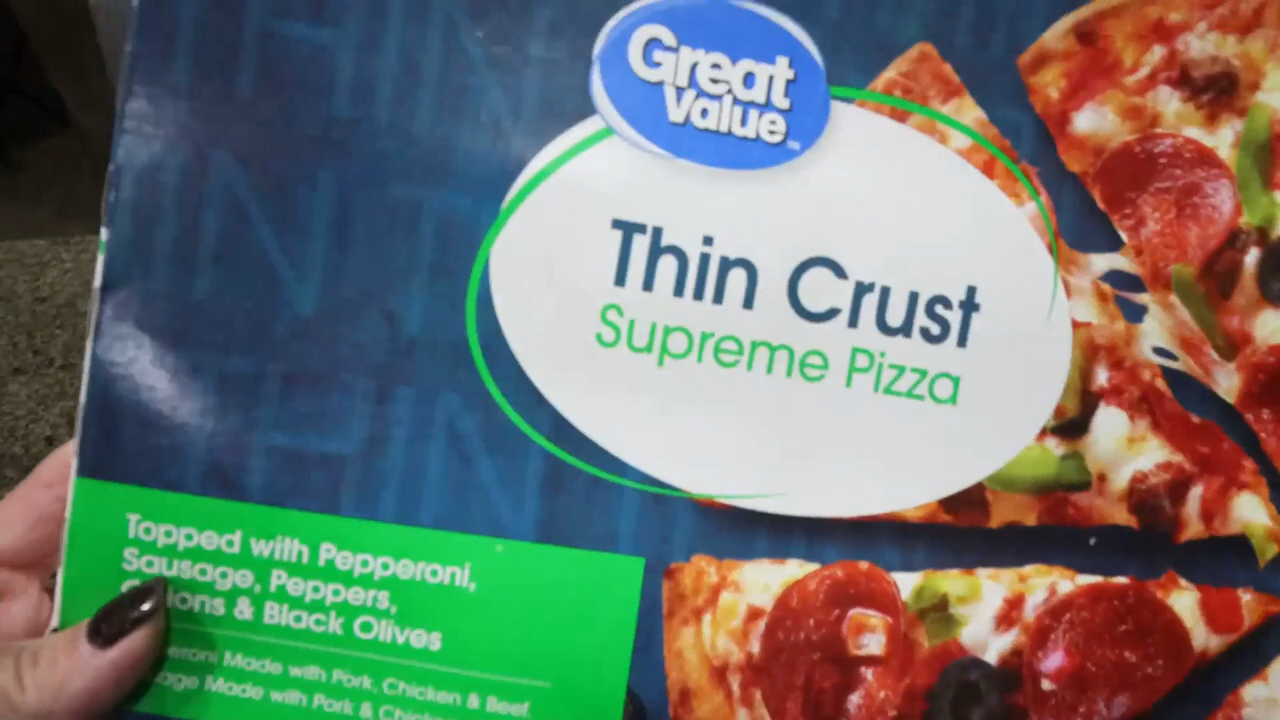 Great
Value
Thin Crust
Supreme Pizza
Topped with Pepperoni,
Sausage, Peppers,
& Black Olives
Made with Pork, Chicken & Beef.
Made with Pork &